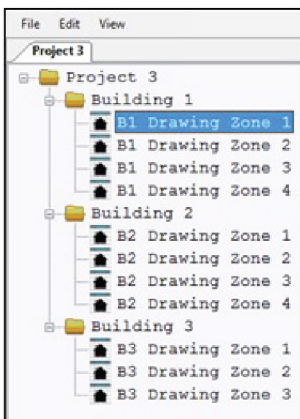 File Edit View
Project 3
Project 3
Building 1
B1 Drawing Zone 1
B1 Drawing Zone 2
B1 Drawing Zone 3
B1 Drawing Zone 4
Building 2
B2 Drawing Zone 1
B2 Drawing Zone 2
B2 Drawing Zone 3
B2 Drawing Zone 4
Building 3
B3 Drawing Zone 1
B3 Drawing Zone 2
B3 Drawing Zone 3